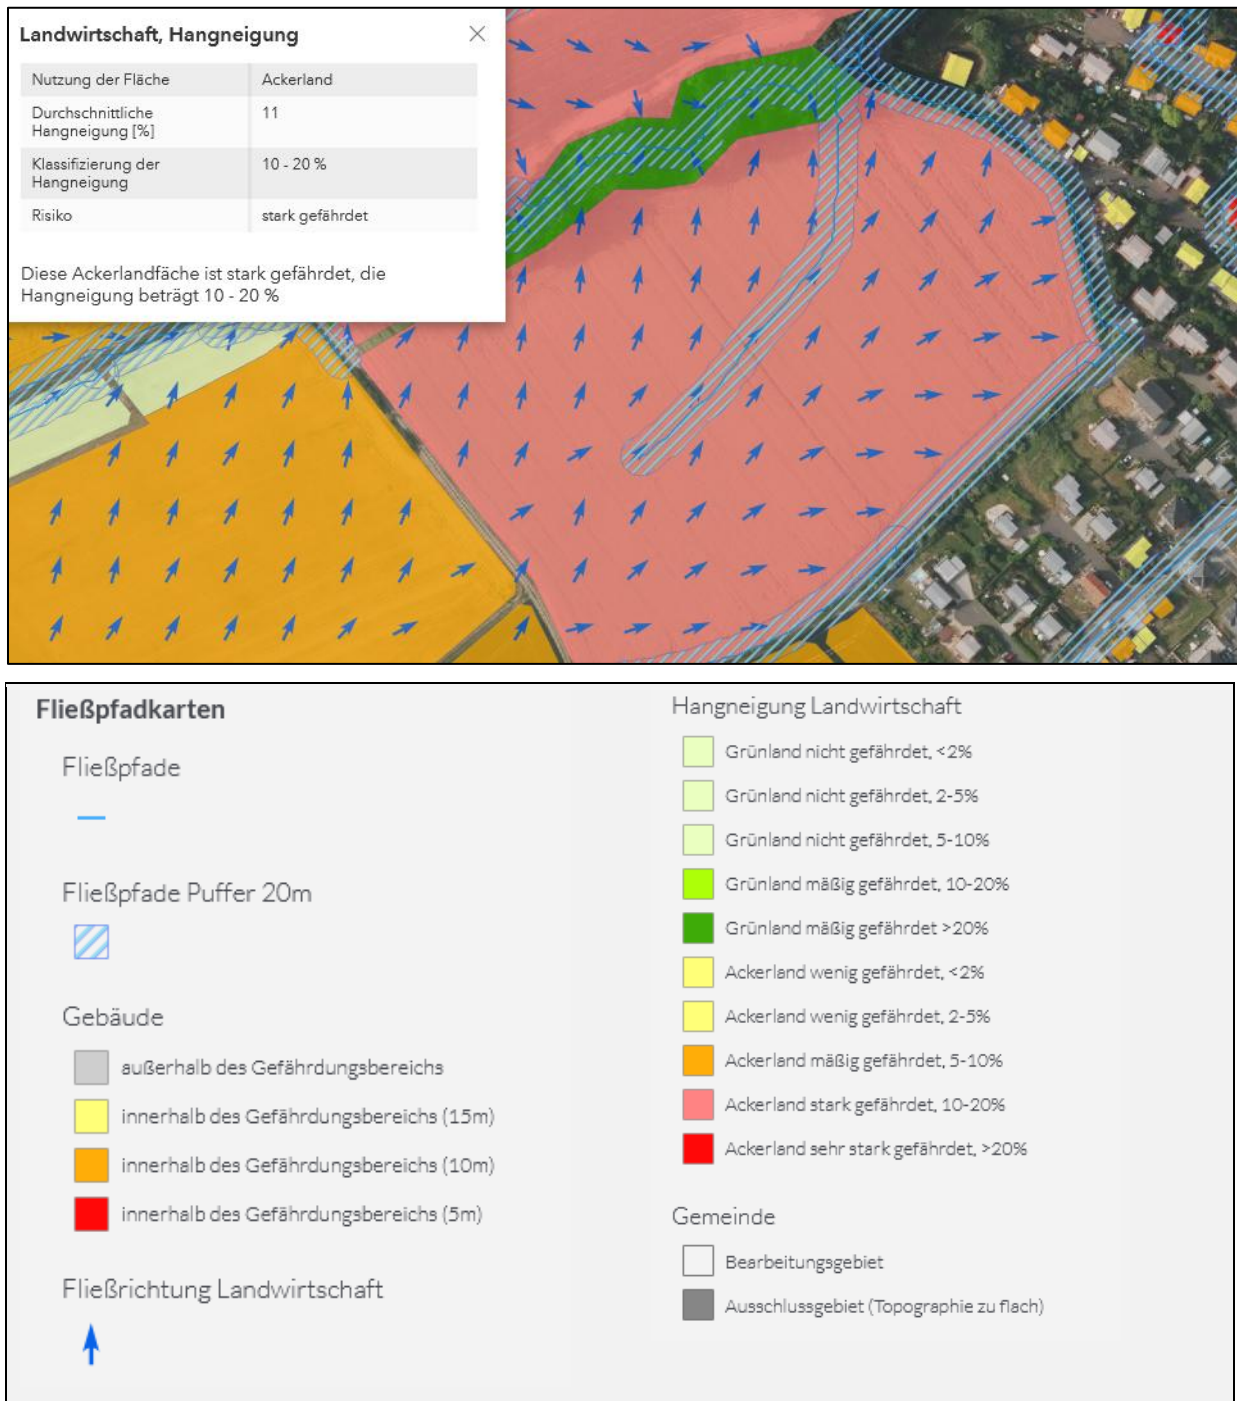 Landwirtschaft, Hangneigung
Nutzung der Fläche Ackerland
Durchschnittliche
Hangneigung [%] 11
Klassifizierung der
Hangneigung 10 - 20 %
Risiko stark gefährdet
Diese Ackerlandfäche ist stark gefährdet, die
Hangneigung beträgt 10 - 20 %
Fließpfadkarten
Fließpfade
Fließpfade Puffer 20m
Gebäude
außerhalb des Gefährdungsbereichs
innerhalb des Gefährdungsbereichs (15m)
innerhalb des Gefährdungsbereichs (10m)
innerhalb des Gefährdungsbereichs (5m)
Fließrichtung Landwirtschaft
Hangneigung Landwirtschaft
Grünland nicht gefährdet, <2%
Grünland nicht gefährdet, 2-5%
Grünland nicht gefährdet, 5-10%
Grünland mäßig gefährdet, 10-20%
Grünland mäßig gefährdet >20%
Ackerland wenig gefährdet, <2%
Ackerland wenig gefährdet, 2-5%
Ackerland mäßig gefährdet, 5-10%
Ackerland stark gefährdet, 10-20%
Ackerland sehr stark gefährdet, >20%
Gemeinde
Bearbeitungsgebiet
Ausschlussgebiet (Topographie zu flach)